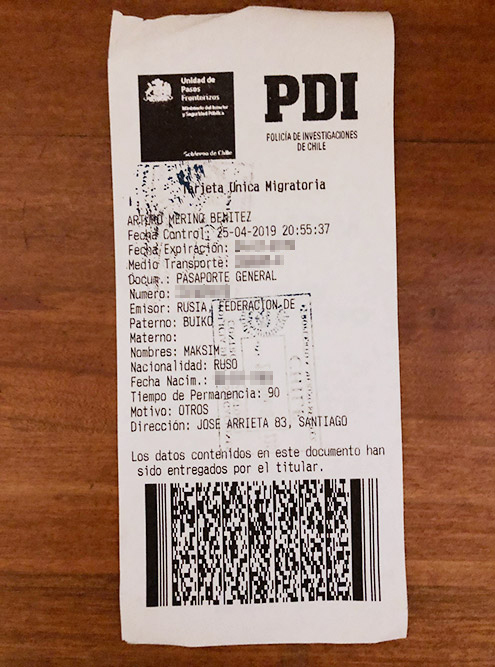 Unidad de
Pasos
Fronterizos
Ministerio del Interior
y Seguridad Pública
Gobierno de Chile
PDI
POLICÍA DE INVESTIGACIONES
DE CHILE
Tarjeta Unica Migratoria
ARTURO MERINO BENITEZ
Fecha Control: 25-04-2019 20:55:37
Fecha Expiración:
Medio Transporte:
Docum.: PASAPORTE GENERAL
Numero:
Emisor: RUSIA, FEDERACION DE
Paterno: BUIKO
Materno:
Nombres: MAKSIM
Nacionalidad: RUSO
Fecha Nacim.:
Tiempo de Permanencia: 90
Motivo: OTROS
Dirección: JOSE ARRIETA 83, SANTIAGO
Los datos contenidos en este documento han
sido entregados por el titular.